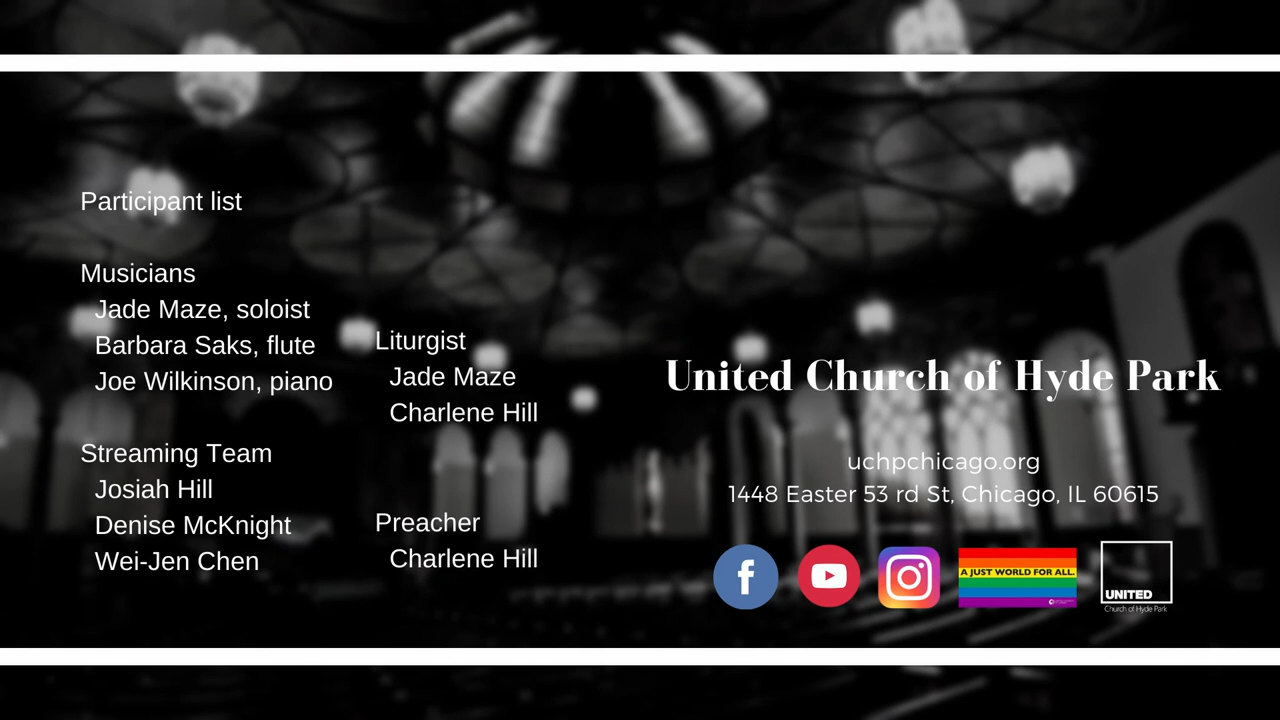 Participant list
Musicians
Jade Maze, soloist
Barbara Saks, flute
Joe Wilkinson, piano
Streaming Team
Josiah Hill
Denise McKnight
Wei-Jen Chen
Liturgist
Jade Maze
Charlene Hill
Preacher
Charlene Hill
United Church of Hyde Park
uchpchicago.org
1448 Easter 53 rd St, Chicago, IL 60615
A JUST WORLD FOR ALL.
UNITED
Church of Hyde Park